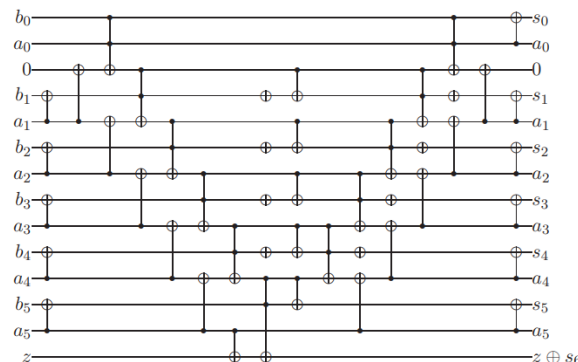 b₀ s₀
a₀ a₀
0 0
b₁ s₁
a₁ a₁
b₂ s₂
a₂ a₂
b₃ s₃
a₃ a₃
b₄ s₄
a₄ a₄
b₅ s₅
a₅ a₅
z z ⊕ s₆